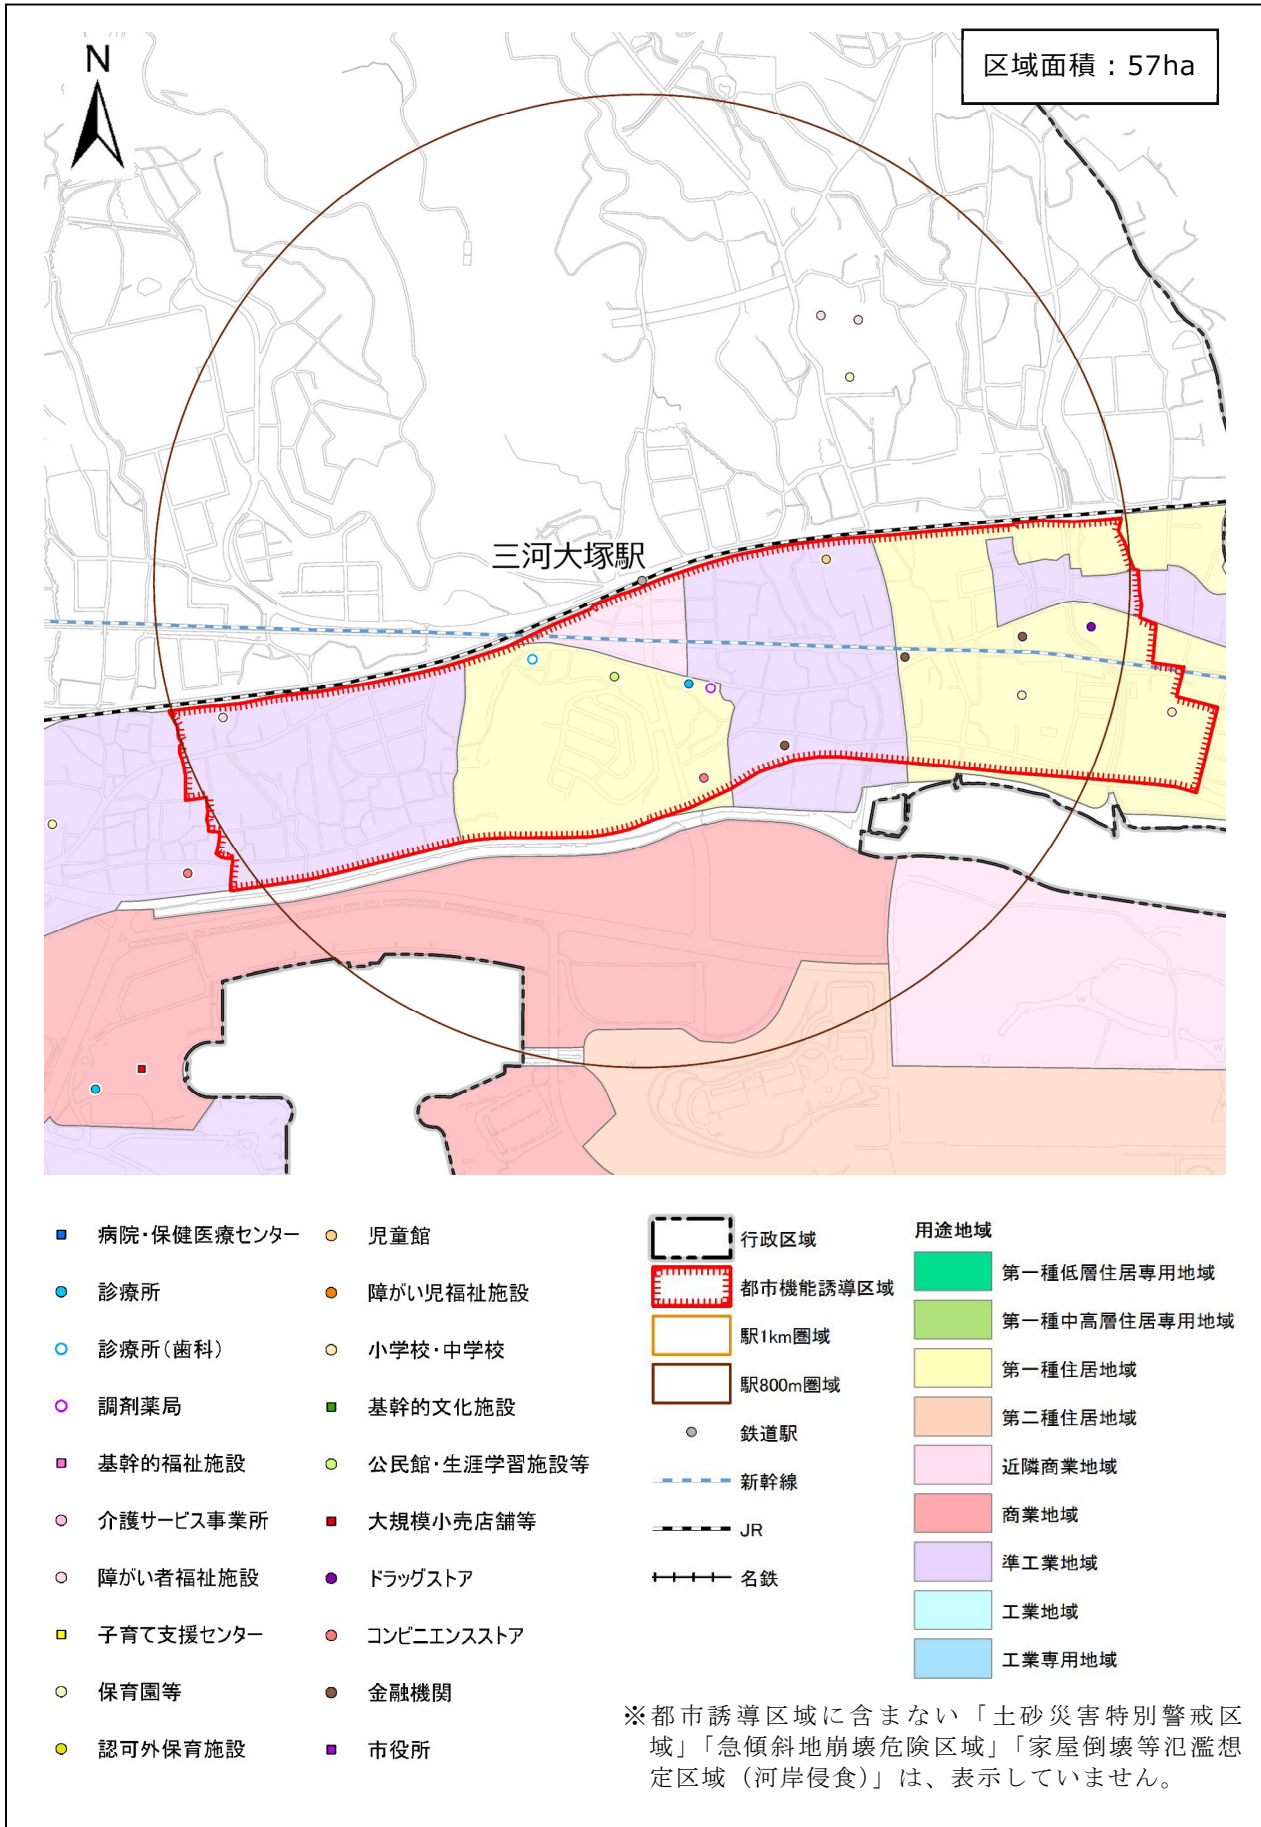 N
区域面積：57ha
三河大塚駅
病院・保健医療センター
診療所
診療所（歯科）
調剤薬局
基幹的福祉施設
介護サービス事業所
障がい者福祉施設
子育て支援センター
保育園等
認可外保育施設
児童館
障がい児福祉施設
小学校・中学校
基幹的文化施設
公民館・生涯学習施設等
大規模小売店舗等
ドラッグストア
コンビニエンスストア
金融機関
市役所
行政区域
都市機能誘導区域
駅1km圏域
駅800m圏域
鉄道駅
新幹線
JR
名鉄
用途地域
第一種低層住居専用地域
第一種中高層住居専用地域
第一種住居地域
第二種住居地域
近隣商業地域
商業地域
準工業地域
工業地域
工業専用地域
※都市誘導区域に含まない「土砂災害特別警戒区
域」「急傾斜地崩壊危険区域」「家屋倒壊等氾濫想
定区域（河岸侵食）」は、表示していません。